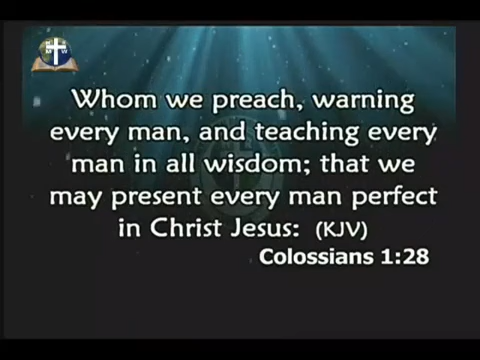 Whom we preach, warning
every man, and teaching every
man in all wisdom; that we
may present every man perfect
in Christ Jesus: (KJV)
Colossians 1:28